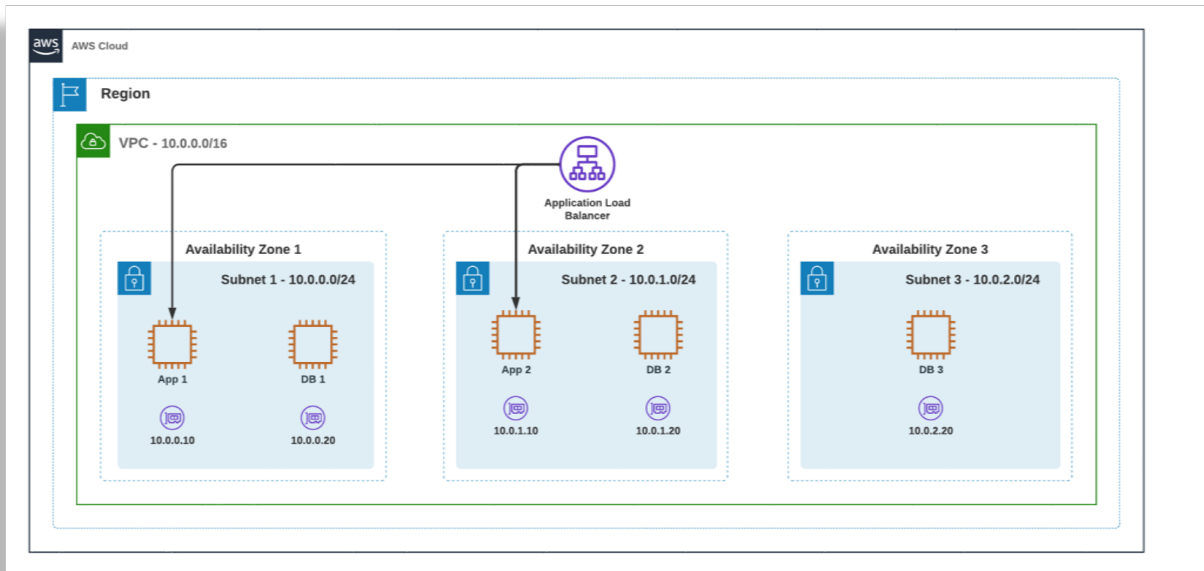 aws
AWS Cloud
Region
VPC - 10.0.0.0/16
Application Load
Balancer
Availability Zone 1
Subnet 1 - 10.0.0.0/24
App 1
DB 1
10.0.0.10
10.0.0.20
Availability Zone 2
Subnet 2 - 10.0.1.0/24
App 2
DB 2
10.0.1.10
10.0.1.20
Availability Zone 3
Subnet 3 - 10.0.2.0/24
DB 3
10.0.2.20